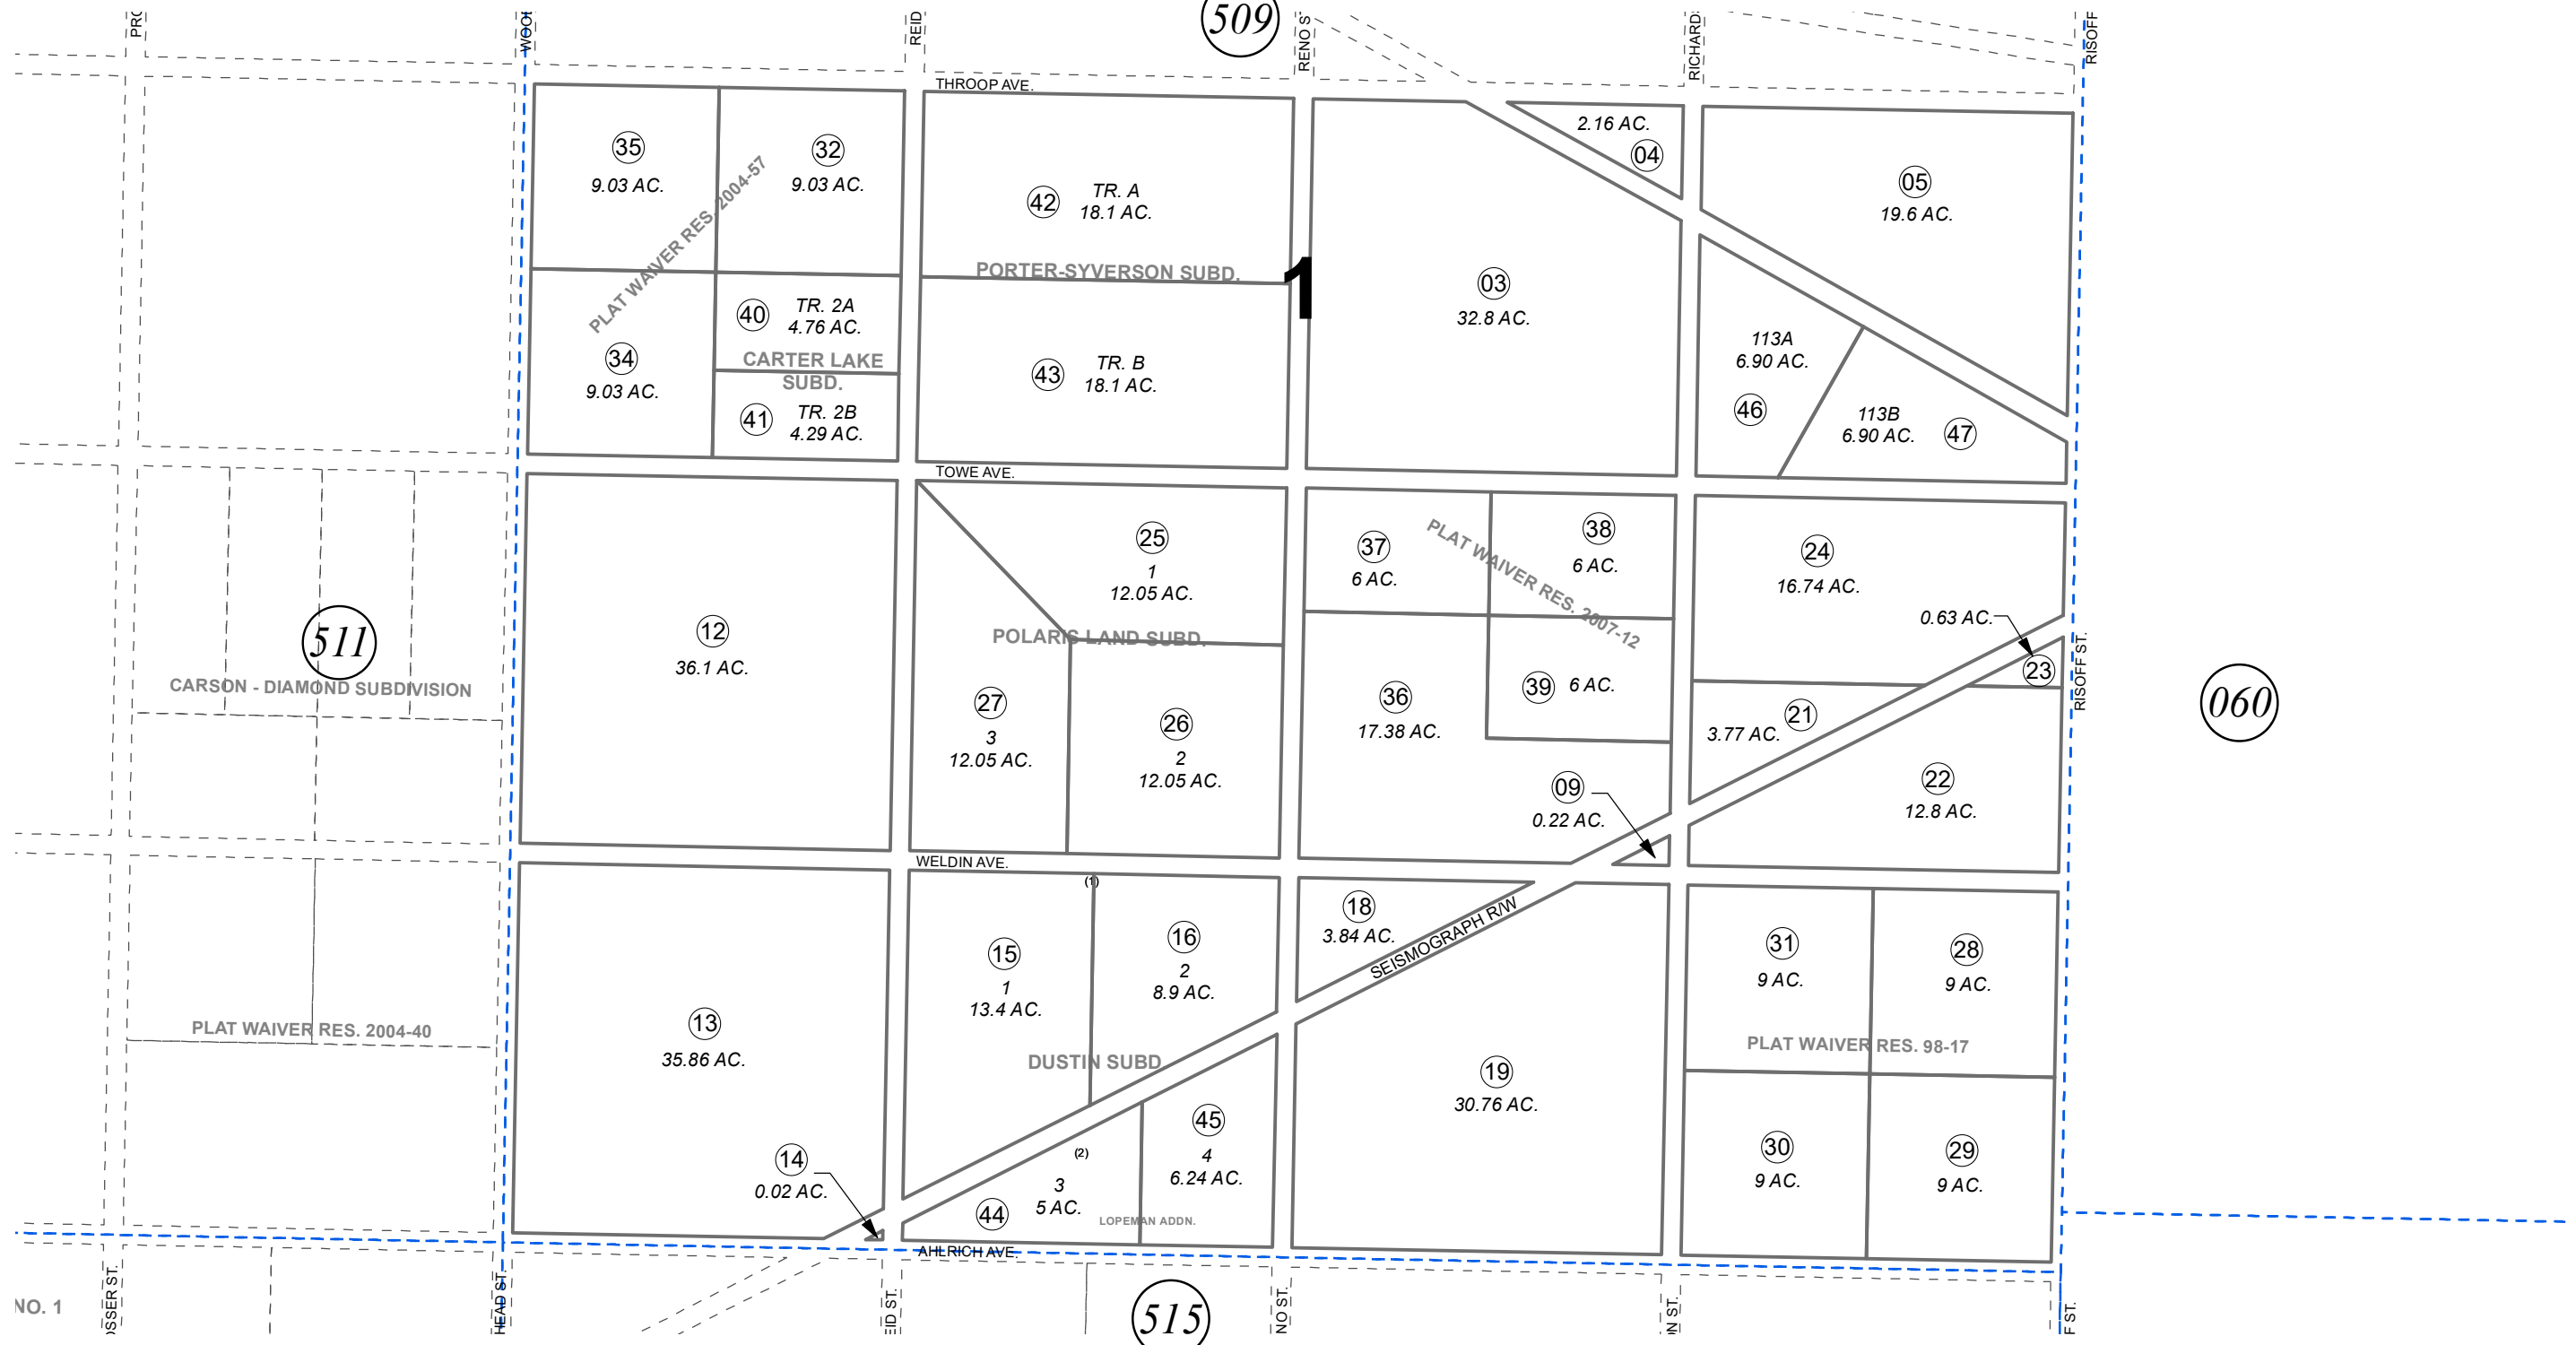 509
THROOP AVE.
35
9.03 AC.
32
9.03 AC.
PLAT WAIVER RES. 2004-57
34
9.03 AC.
40
TR. 2A
4.76 AC.
CARTER LAKE
SUBD.
41
TR. 2B
4.29 AC.
42
TR. A
18.1 AC.
PORTER-SYVERSON SUBD.
43
TR. B
18.1 AC.
1
03
32.8 AC.
2.16 AC.
04
05
19.6 AC.
113A
6.90 AC.
46
113B
6.90 AC.
47
TOWE AVE.
511
CARSON - DIAMOND SUBDIVISION
12
36.1 AC.
25
1
12.05 AC.
POLARIS LAND SUBD.
27
3
12.05 AC.
26
2
12.05 AC.
37
6 AC.
38
6 AC.
PLAT WAIVER RES. 2007-12
39
6 AC.
36
17.38 AC.
09
0.22 AC.
24
16.74 AC.
0.63 AC.
23
21
3.77 AC.
22
12.8 AC.
RISOFF ST.
060
WELDIN AVE.
PLAT WAIVER RES. 2004-40
13
35.86 AC.
14
0.02 AC.
(1)
15
1
13.4 AC.
16
2
8.9 AC.
DUSTIN SUBD
18
3.84 AC.
SEISMOGRAPH R/W
19
30.76 AC.
31
9 AC.
28
9 AC.
PLAT WAIVER RES. 98-17
30
9 AC.
29
9 AC.
(2)
44
3
5 AC.
45
4
6.24 AC.
LOPEMAN ADDN.
AHLRICH AVE.
515
NO. 1
PRO
WOO
REID
RENO S
RICHARD
RISOFF
OSSER ST.
HEAD ST.
EID ST.
NO ST.
N ST.
F ST.